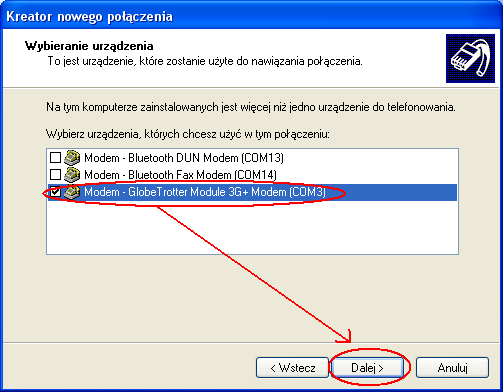 Kreator nowego połączenia
Wybieranie urządzenia
To jest urządzenie, które zostanie użyte do nawiązania połączenia.
Na tym komputerze zainstalowanych jest więcej niż jedno urządzenie do telefonowania.
Wybierz urządzenia, których chcesz użyć w tym połączeniu:
Modem - Bluetooth DUN Modem (COM13)
Modem - Bluetooth Fax Modem (COM14)
Modem - GlobeTrotter Module 3G+ Modem (COM3)
< Wstecz Dalej > Anuluj